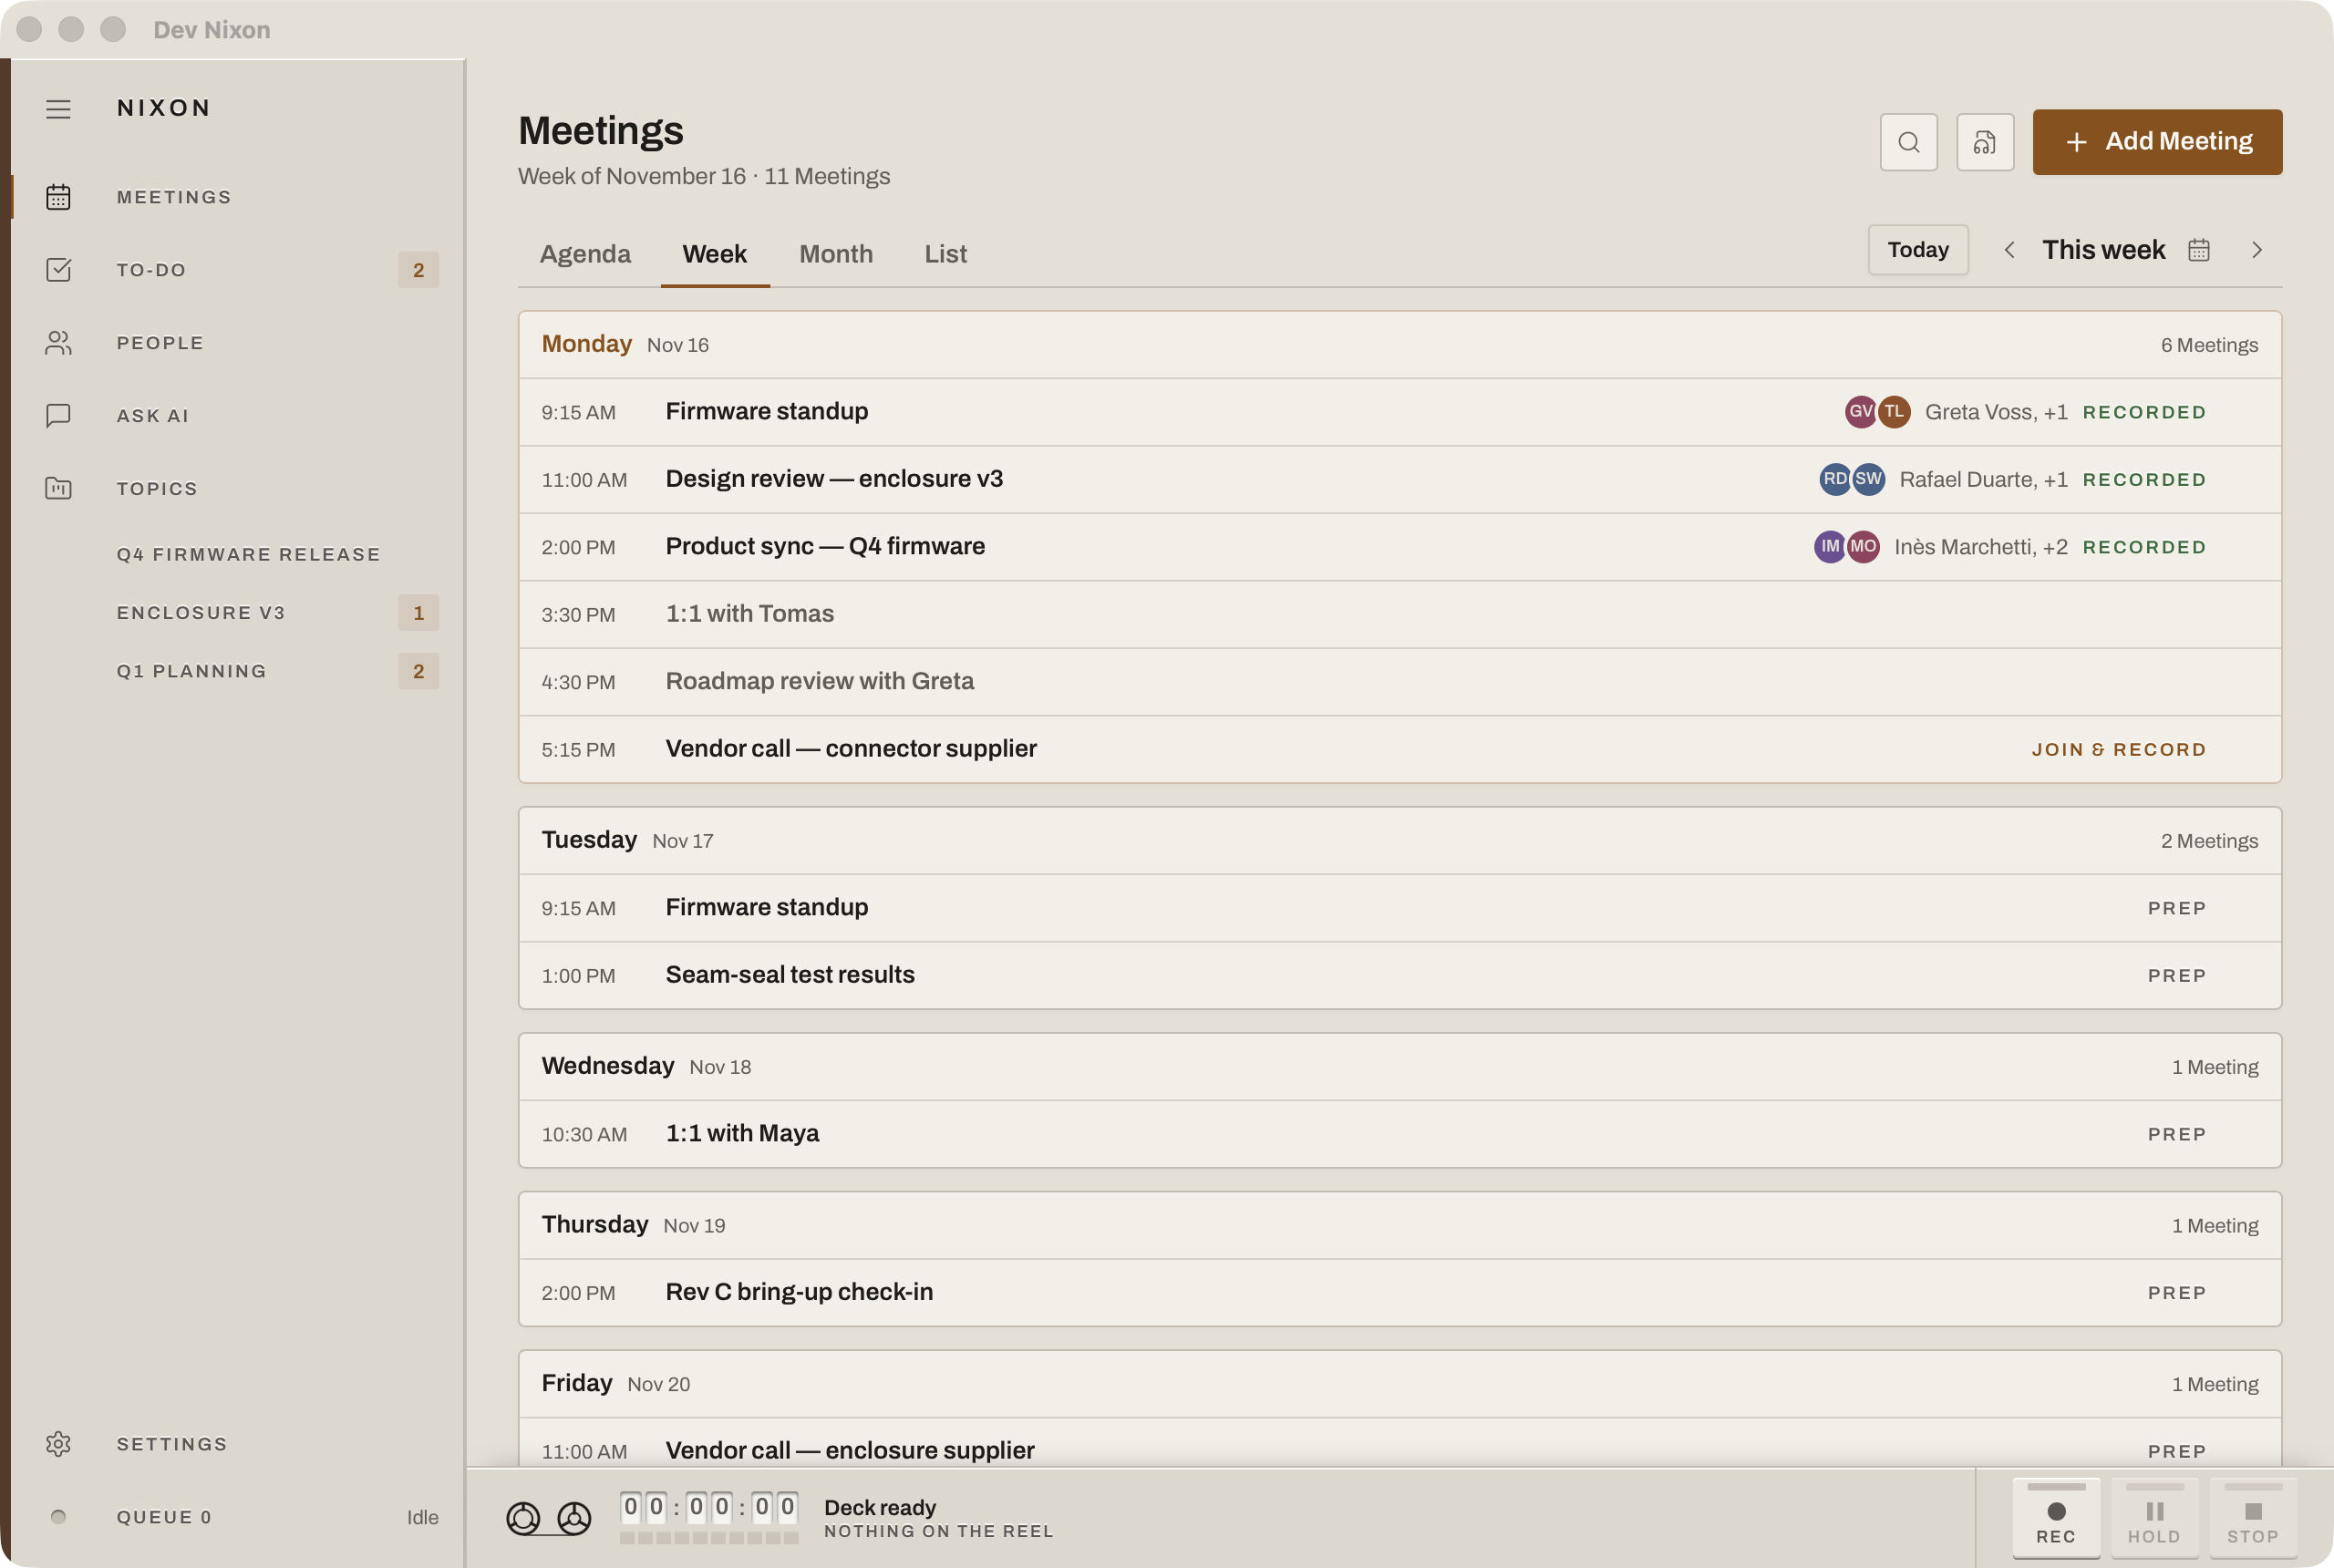 Dev Nixon
NIXON
MEETINGS
TO-DO 2
PEOPLE
ASK AI
TOPICS
Q4 FIRMWARE RELEASE
ENCLOSURE V3 1
Q1 PLANNING 2
SETTINGS
QUEUE 0 Idle
Meetings
Week of November 16 · 11 Meetings
Add Meeting
Agenda Week Month List
Today This week
Monday Nov 16 6 Meetings
9:15 AM Firmware standup GV TL Greta Voss, +1 RECORDED
11:00 AM Design review — enclosure v3 RD SW Rafael Duarte, +1 RECORDED
2:00 PM Product sync — Q4 firmware IM MO Inès Marchetti, +2 RECORDED
3:30 PM 1:1 with Tomas
4:30 PM Roadmap review with Greta
5:15 PM Vendor call — connector supplier JOIN & RECORD
Tuesday Nov 17 2 Meetings
9:15 AM Firmware standup PREP
1:00 PM Seam-seal test results PREP
Wednesday Nov 18 1 Meeting
10:30 AM 1:1 with Maya PREP
Thursday Nov 19 1 Meeting
2:00 PM Rev C bring-up check-in PREP
Friday Nov 20 1 Meeting
11:00 AM Vendor call — enclosure supplier PREP
00:00:00 Deck ready
NOTHING ON THE REEL
REC HOLD STOP